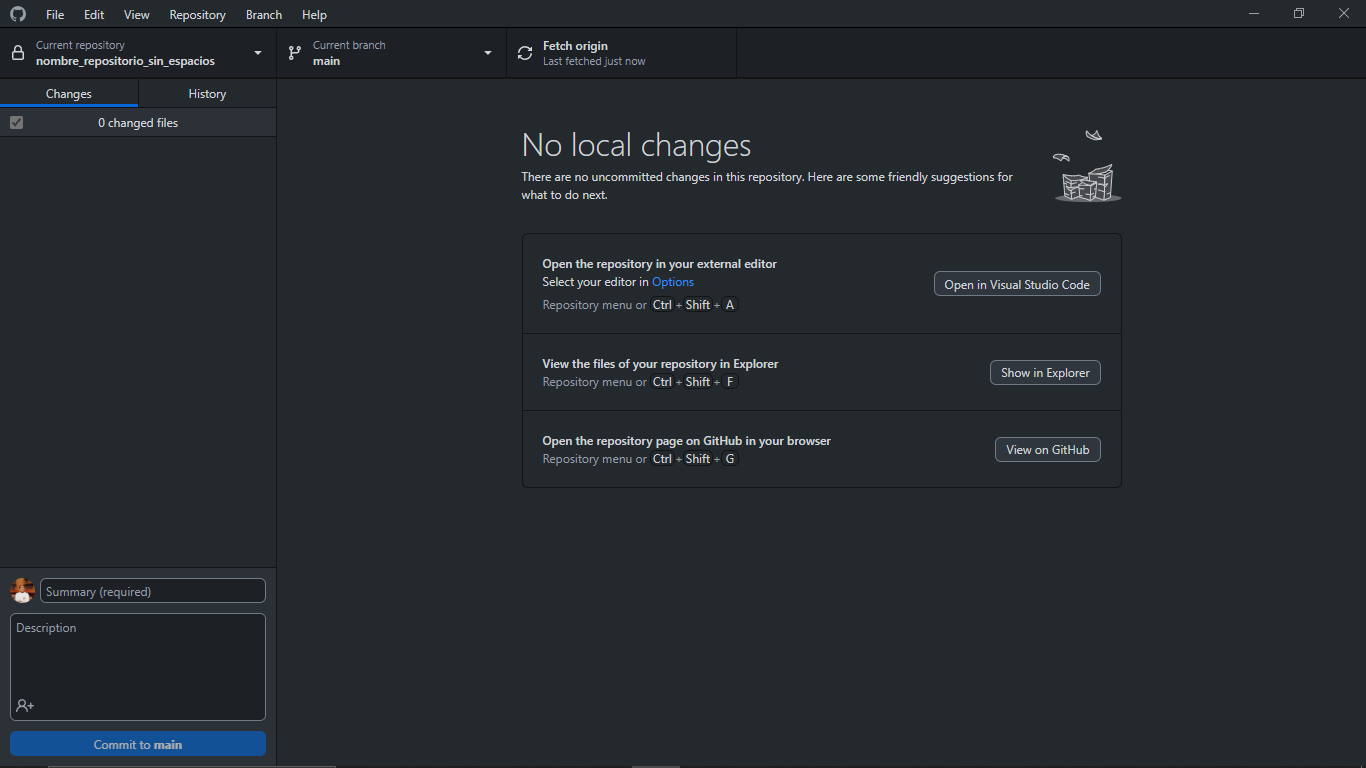 File Edit View Repository Branch Help
Current repository
nombre_repositorio_sin_espacios
Current branch
main
Fetch origin
Last fetched just now
Changes History
0 changed files
No local changes
There are no uncommitted changes in this repository. Here are some friendly suggestions for
what to do next.
Open the repository in your external editor
Select your editor in Options
Repository menu or Ctrl + Shift + A
Open in Visual Studio Code
View the files of your repository in Explorer
Repository menu or Ctrl + Shift + F
Show in Explorer
Open the repository page on GitHub in your browser
Repository menu or Ctrl + Shift + G
View on GitHub
Summary (required)
Description
Commit to main